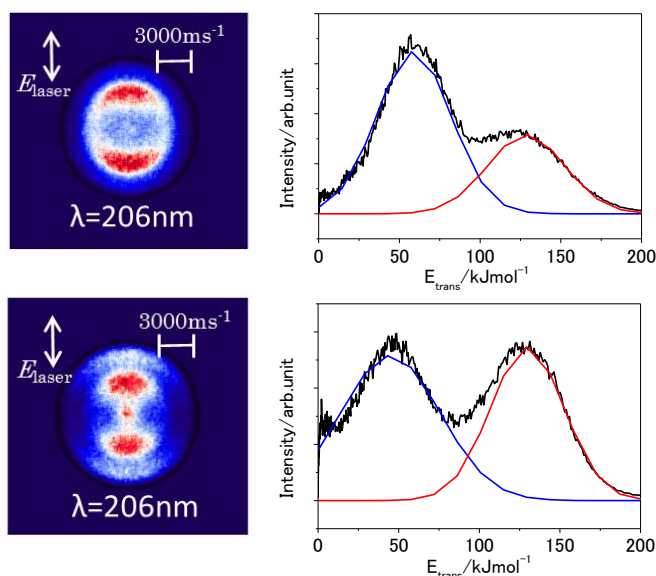 3000ms⁻¹
E_laser
λ=206nm
Intensity/arb.unit
0 50 100 150 200
E_trans/kJmol⁻¹
3000ms⁻¹
E_laser
λ=206nm
Intensity/arb.unit
0 50 100 150 200
E_trans/kJmol⁻¹